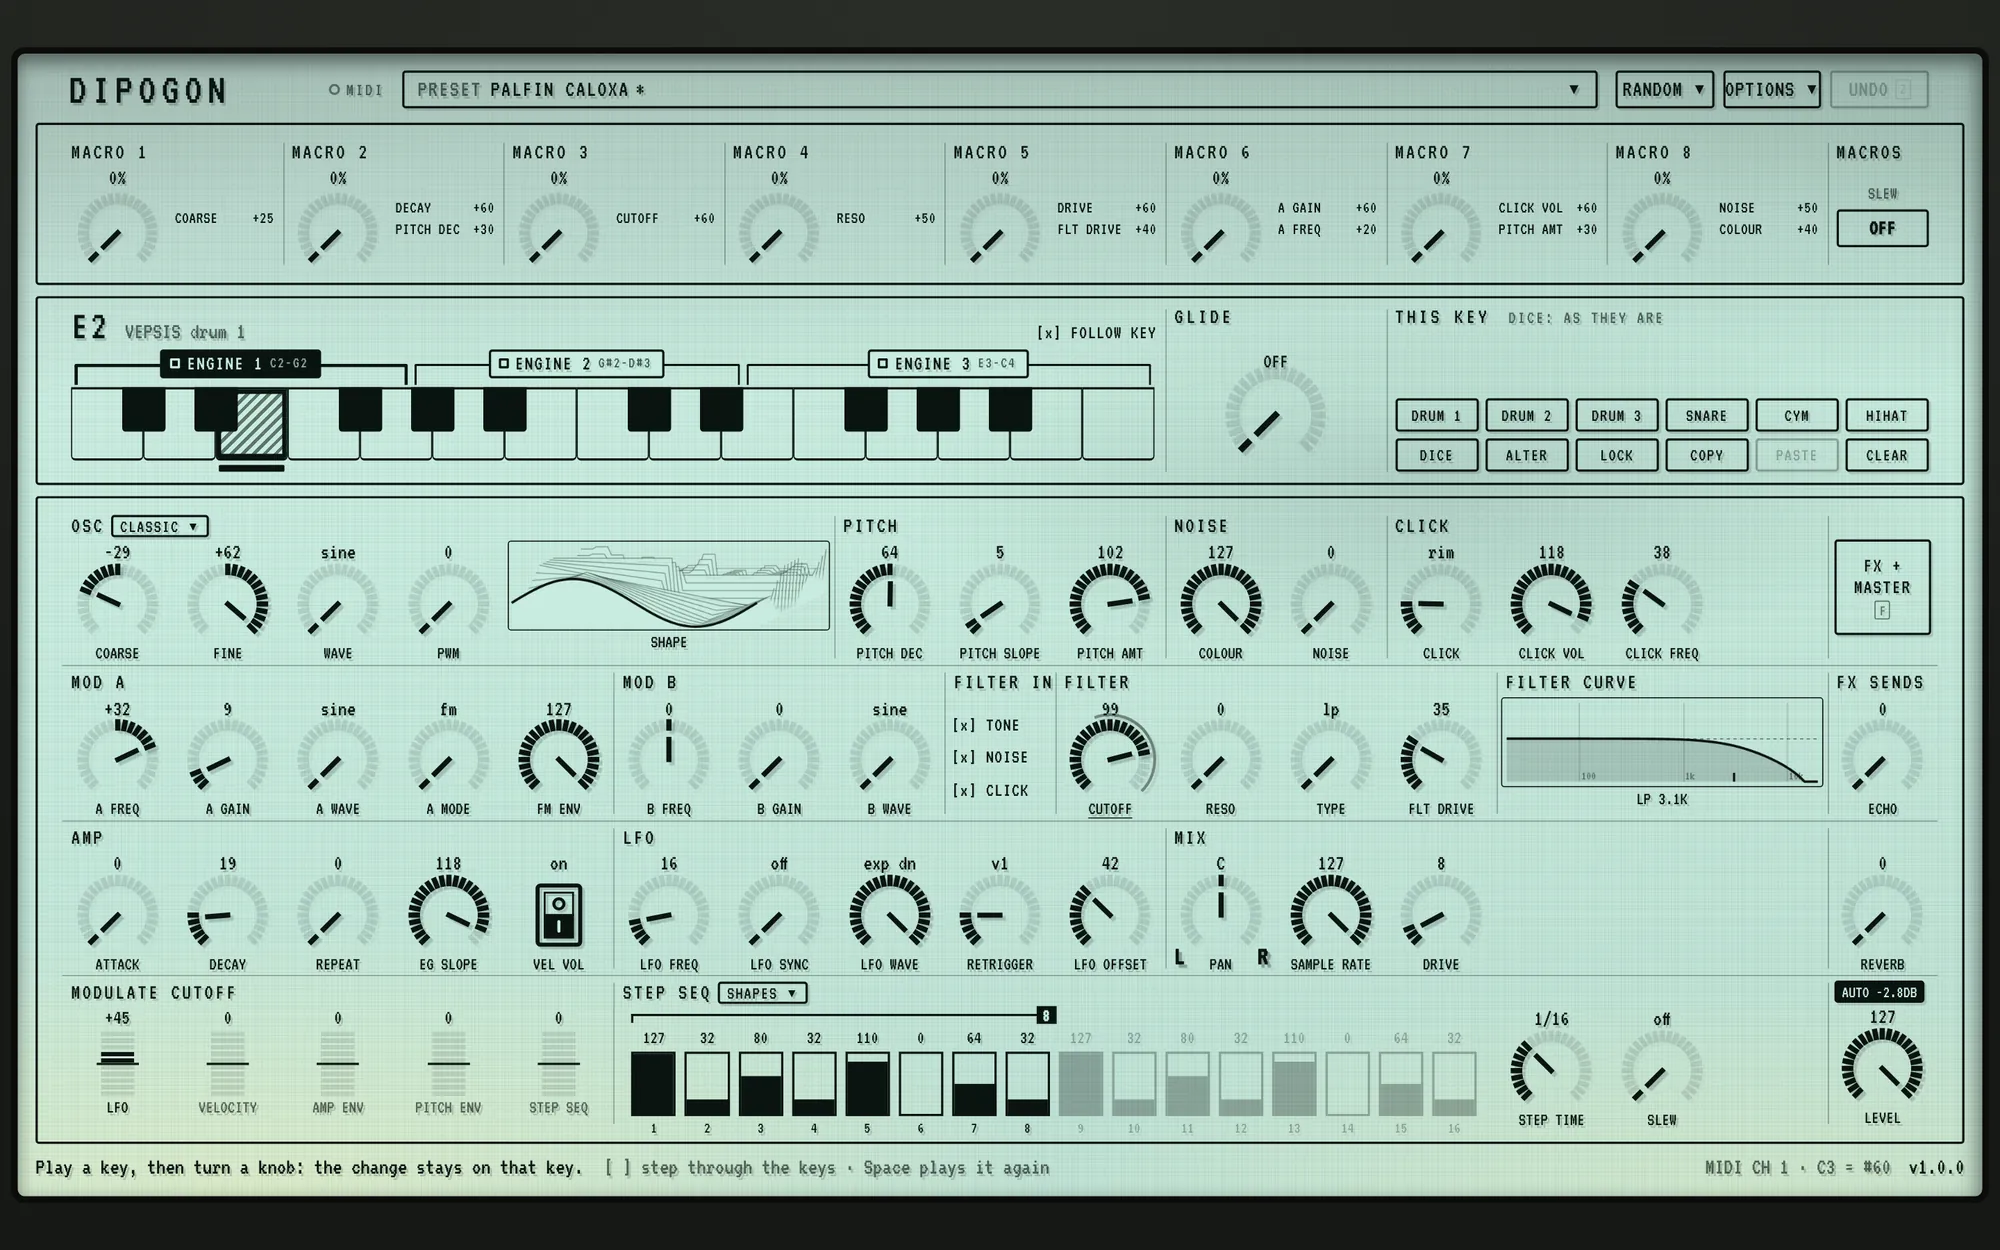 DIPOGON MIDI PRESET PALFIN CALOXA * ▼ RANDOM ▼ OPTIONS ▼ UNDO
MACRO 1 MACRO 2 MACRO 3 MACRO 4 MACRO 5 MACRO 6 MACRO 7 MACRO 8 MACROS
0% 0% 0% 0% 0% 0% 0% 0%
SLEW
DECAY +60 DRIVE +60 A GAIN +60 CLICK VOL +60 NOISE +50
COARSE +25 CUTOFF +60 RESO +50
PITCH DEC +30 FLT DRIVE +40 A FREQ +20 PITCH AMT +30 COLOUR +40 OFF
E2 VEPSIS drum 1 [x] FOLLOW KEY GLIDE THIS KEY DICE: AS THEY ARE
ENGINE 1 C2-G2 ENGINE 2 G#2-D#3 ENGINE 3 E3-C4 OFF
DRUM 1 DRUM 2 DRUM 3 SNARE CYM HIHAT
DICE ALTER LOCK COPY PASTE CLEAR
OSC CLASSIC ▼ PITCH NOISE CLICK
-29 +62 sine 0 64 5 102 127 0 rim 118 38
FX +
MASTER
F
SHAPE
COARSE FINE WAVE PWM PITCH DEC PITCH SLOPE PITCH AMT COLOUR NOISE CLICK CLICK VOL CLICK FREQ
MOD A MOD B FILTER IN FILTER FILTER CURVE FX SENDS
+32 9 sine fm 127 0 0 sine 99 0 lp 35 0
[x] TONE
[x] NOISE
100 1k
[x] CLICK
LP 3.1K
A FREQ A GAIN A WAVE A MODE FM ENV B FREQ B GAIN B WAVE CUTOFF RESO TYPE FLT DRIVE ECHO
AMP LFO MIX
0 19 0 118 on 16 off exp dn v1 42 C 127 8 0
L R
ATTACK DECAY REPEAT EG SLOPE VEL VOL LFO FREQ LFO SYNC LFO WAVE RETRIGGER LFO OFFSET PAN SAMPLE RATE DRIVE REVERB
MODULATE CUTOFF STEP SEQ SHAPES ▼ AUTO -2.8DB
+45 0 0 0 0 8 1/16 off 127
127 32 80 32 110 0 64 32 127 32 80 32 110 0 64 32
LFO VELOCITY AMP ENV PITCH ENV STEP SEQ STEP TIME SLEW LEVEL
1 2 3 4 5 6 7 8 9 10 11 12 13 14 15 16
Play a key, then turn a knob: the change stays on that key. [ ] step through the keys · Space plays it again MIDI CH 1 · C3 = #60 v1.0.0